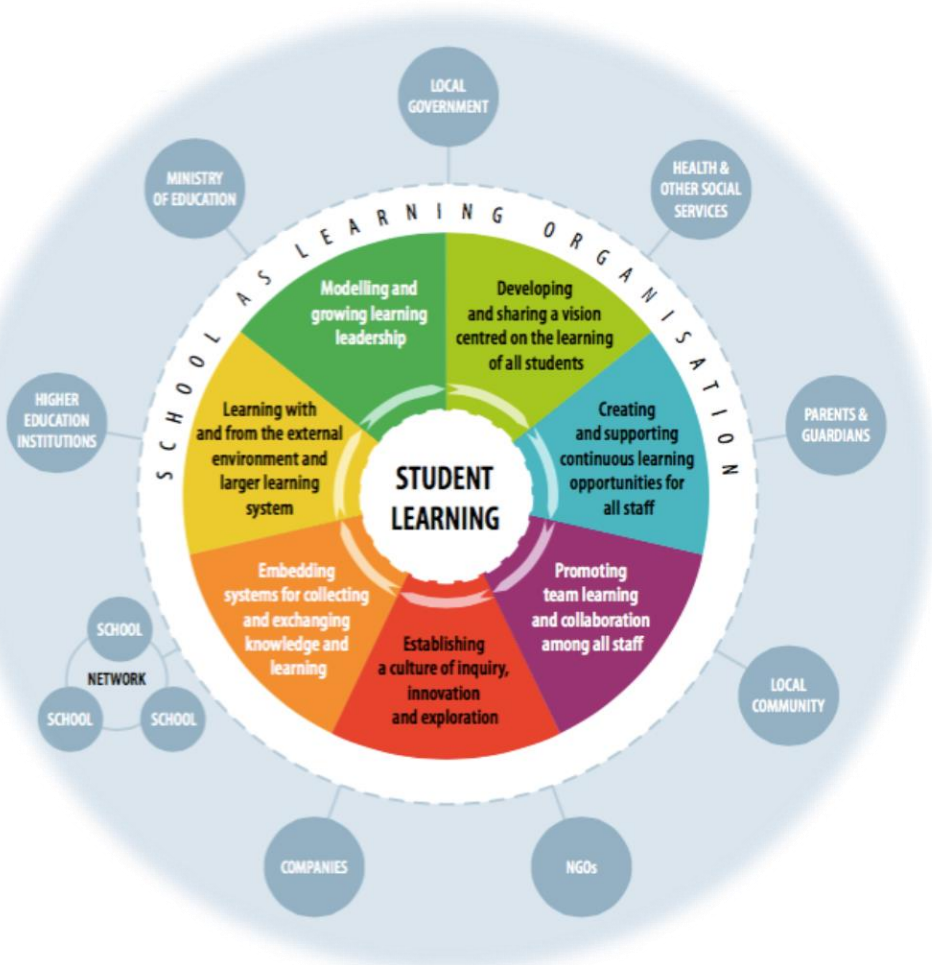 LOCAL
GOVERNMENT
MINISTRY
OF EDUCATION
HEALTH &
OTHER SOCIAL
SERVICES
SCHOOL AS LEARNING ORGANISATION
Modelling and
growing learning
leadership
Developing
and sharing a vision
centred on the learning
of all students
HIGHER
EDUCATION
INSTITUTIONS
Learning with
and from the external
environment and
larger learning
system
Creating
and supporting
continuous learning
opportunities for
all staff
PARENTS &
GUARDIANS
STUDENT
LEARNING
Embedding
systems for collecting
and exchanging
knowledge and
learning
Establishing
a culture of inquiry,
innovation
and exploration
Promoting
team learning
and collaboration
among all staff
SCHOOL
NETWORK
SCHOOL
SCHOOL
LOCAL
COMMUNITY
COMPANIES
NGOs